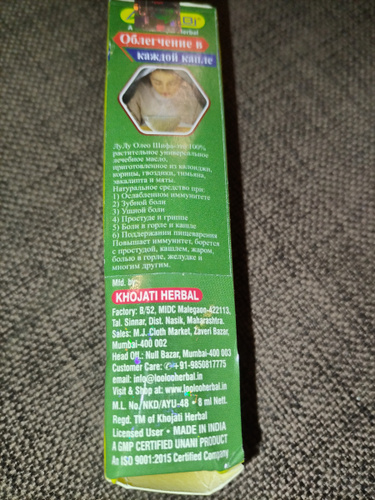 Облегчение в
каждой капле
ЛуЛу Олео Шифа- это 100%
растительное универсальное
лечебное масло,
приготовленное из калонджи,
корицы, гвоздики, тимьяна,
эвкалипта и мяты.
Натуральное средство при:
1) Ослабленном иммунитете
2) Зубной боли
3) Ушной боли
4) Простуде и гриппе
5) Боли в горле и кашле
6) Поддержании пищеварения
Повышает иммунитет, борется
с простудой, кашлем, жаром,
болью в горле, желудке и
многим другим.
Mfd. by:
KHOJATI HERBAL
Factory: B/52, MIDC Malegaon-422113,
Tal. Sinnar, Dist. Nasik, Maharashtra.
Sales: M.J. Cloth Market, Zaveri Bazar,
Mumbai-400 002
Head Off.: Null Bazar, Mumbai-400 003
Customer Care: +91-9850817775
email: info@loolooherbal.in
Visit & Shop at: www.loolooherbal.in
M.L. No./NKD/AYU-48 - 8 ml Nett.
Regd. TM of Khojati Herbal
Licensed User • MADE IN INDIA
A GMP CERTIFIED UNANI PRODUCT
An ISO 9001:2015 Certified Company